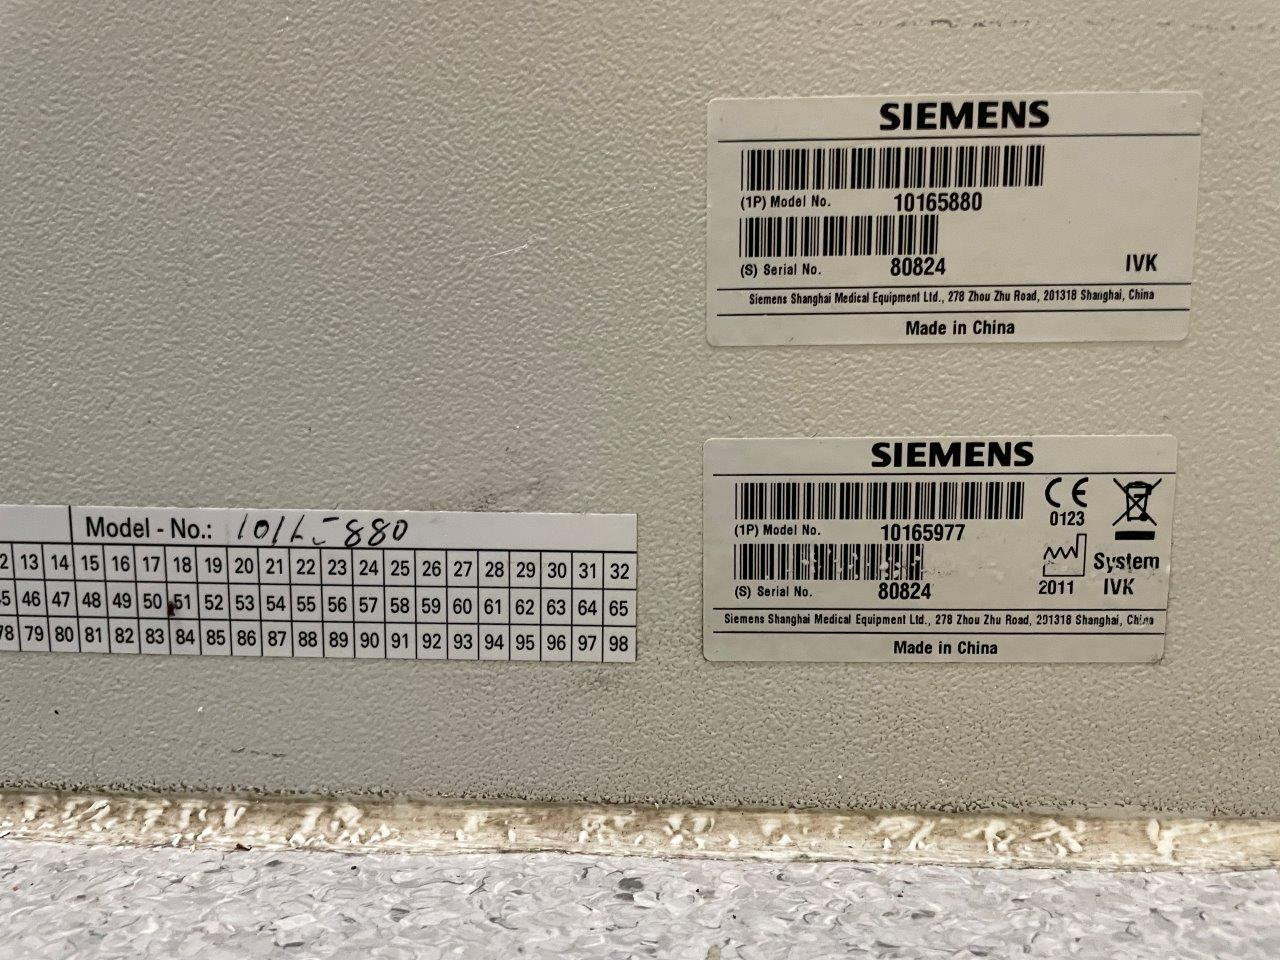 SIEMENS
(1P) Model No. 10165880
(S) Serial No. 80824 IVK
Siemens Shanghai Medical Equipment Ltd., 278 Zhou Zhu Road, 201318 Shanghai, China
Made in China
SIEMENS
(1P) Model No. 10165977
CE
0123
(S) Serial No. 80824
2011
System
IVK
Siemens Shanghai Medical Equipment Ltd., 278 Zhou Zhu Road, 201318 Shanghai, China
Made in China
Model - No.:
13 14 15 16 17 18 19 20 21 22 23 24 25 26 27 28 29 30 31 32
46 47 48 49 50 51 52 53 54 55 56 57 58 59 60 61 62 63 64 65
79 80 81 82 83 84 85 86 87 88 89 90 91 92 93 94 95 96 97 98